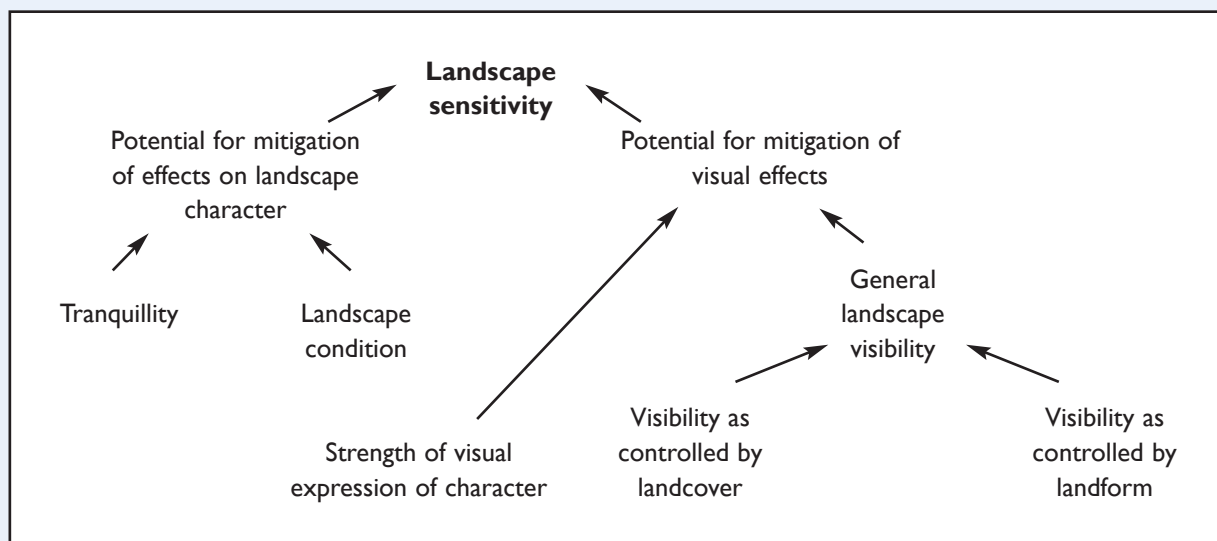 Landscape
sensitivity
Potential for mitigation
of effects on landscape
character
Potential for mitigation of
visual effects
Tranquillity
Landscape
condition
General
landscape
visibility
Strength of visual
expression of character
Visibility as
controlled by
landcover
Visibility as
controlled by
landform